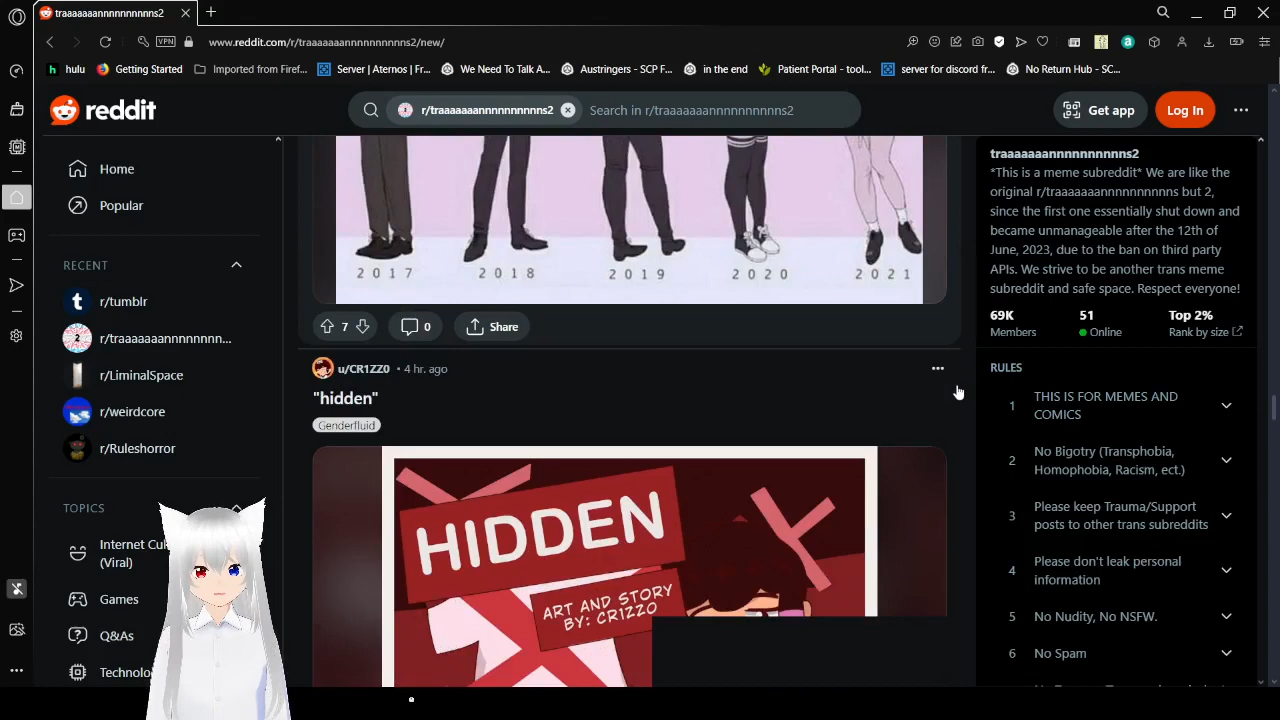 traaaaaaannnnnnnnnns2
www.reddit.com/r/traaaaaaannnnnnnnnns2/new/
VPN
hulu
Getting Started
Imported from Firef...
Server | Aternos | Fr...
We Need To Talk A...
Austringers - SCP F...
in the end
Patient Portal - tool...
server for discord fr...
No Return Hub - SC...
reddit
r/traaaaaaannnnnnnnnns2
Search in r/traaaaaaannnnnnnnnns2
Get app
Log In
Home
Popular
RECENT
r/tumblr
r/traaaaaaannnnnnn...
r/LiminalSpace
r/weirdcore
r/Ruleshorror
TOPICS
Internet Cul
(Viral)
Games
Q&As
Technolo
2017 2018 2019 2020 2021
7
0
Share
u/CR1ZZ0 • 4 hr. ago
"hidden"
Genderfluid
HIDDEN
ART AND STORY
BY: CR1ZZO
traaaaaaannnnnnnnnns2
*This is a meme subreddit* We are like the
original r/traaaaaaannnnnnnnnns but 2,
since the first one essentially shut down and
became unmanageable after the 12th of
June, 2023, due to the ban on third party
APIs. We strive to be another trans meme
subreddit and safe space. Respect everyone!
69K 51 Top 2%
Members Online Rank by size
RULES
1 THIS IS FOR MEMES AND
COMICS
2 No Bigotry (Transphobia,
Homophobia, Racism, ect.)
3 Please keep Trauma/Support
posts to other trans subreddits
4 Please don't leak personal
information
5 No Nudity, No NSFW.
6 No Spam